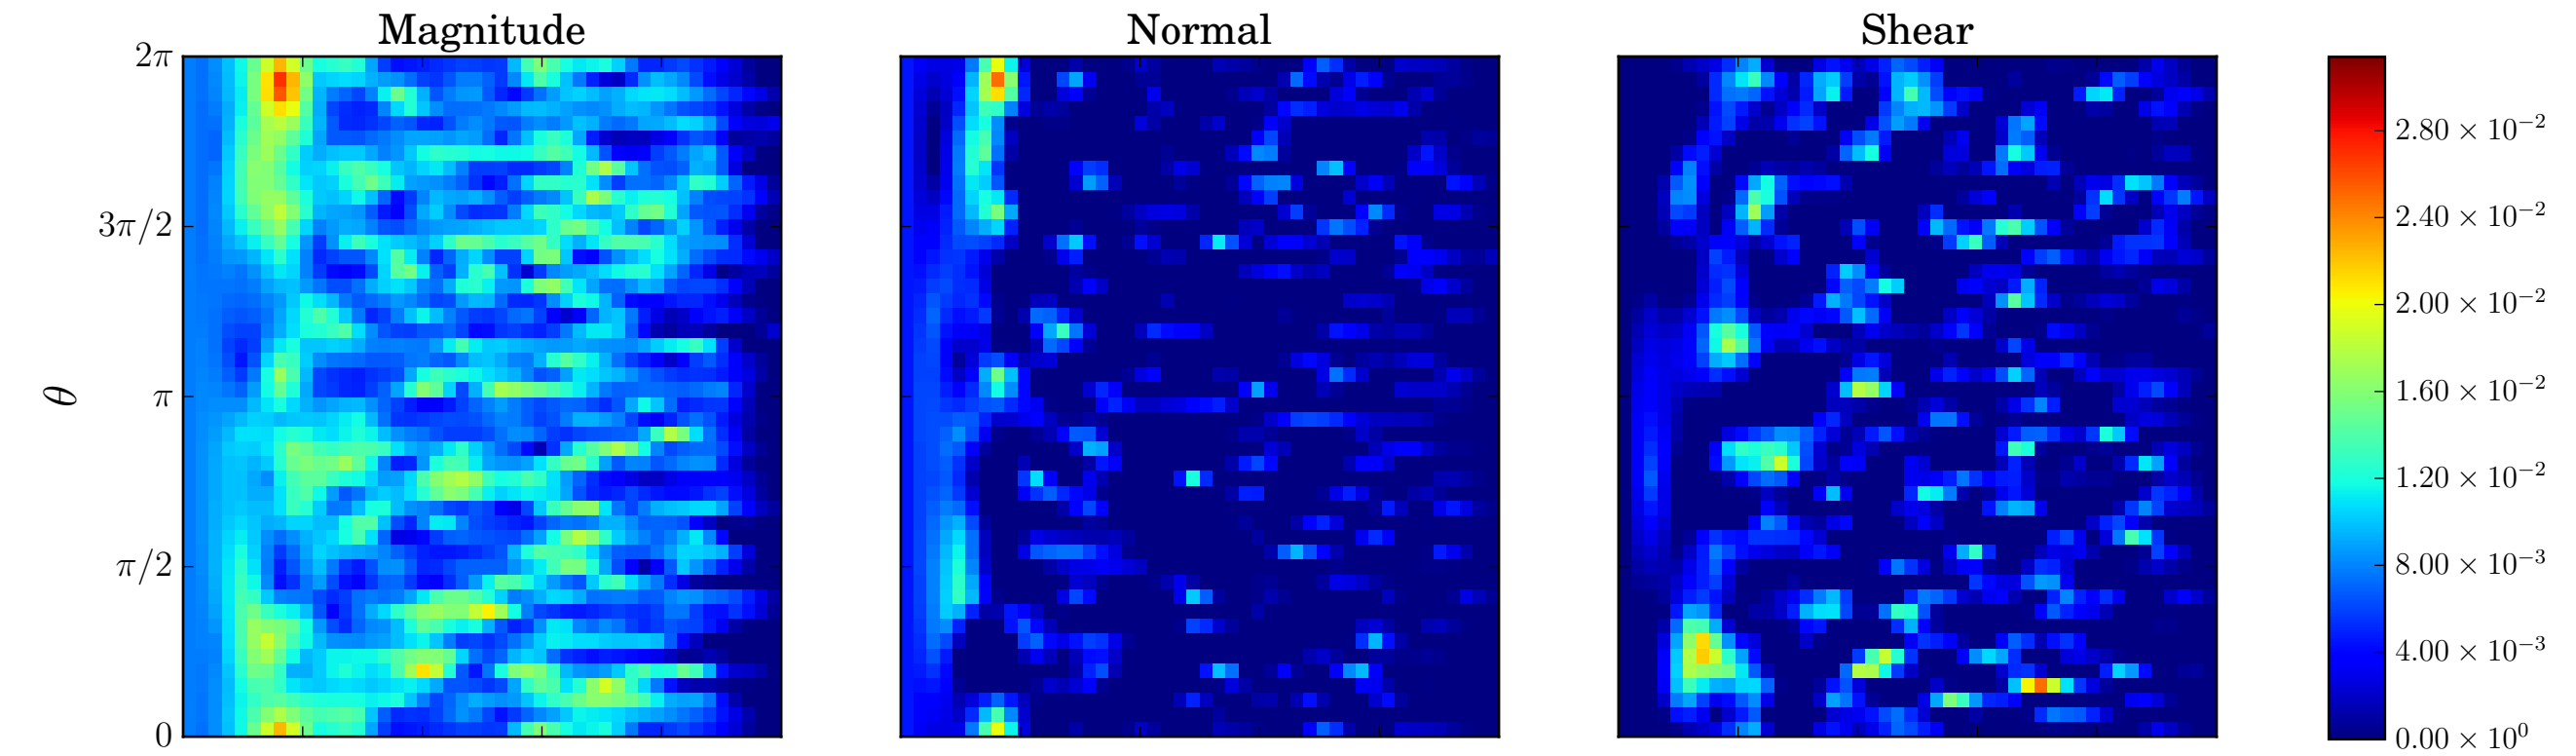 Magnitude
Normal
Shear
2π
3π/2
π
π/2
0
θ
2.80 × 10⁻²
2.40 × 10⁻²
2.00 × 10⁻²
1.60 × 10⁻²
1.20 × 10⁻²
8.00 × 10⁻³
4.00 × 10⁻³
0.00 × 10⁰